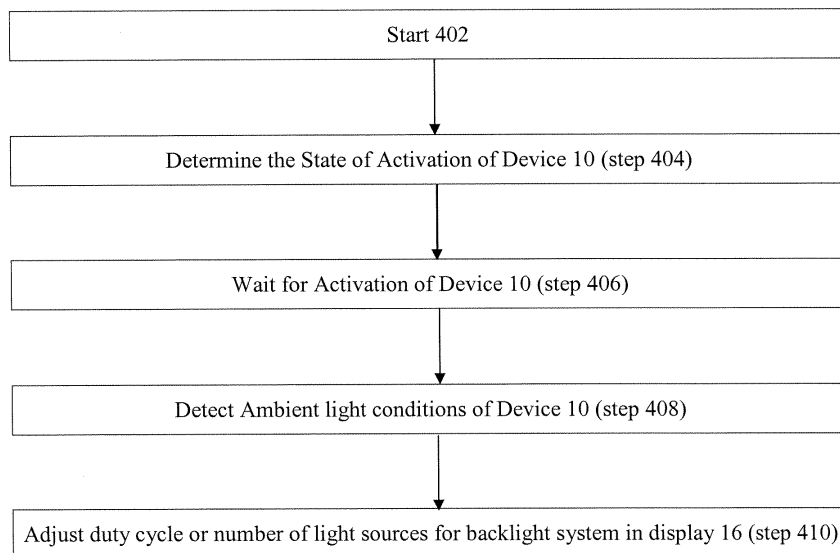 Start 402
Determine the State of Activation of Device 10 (step 404)
Wait for Activation of Device 10 (step 406)
Detect Ambient light conditions of Device 10 (step 408)
Adjust duty cycle or number of light sources for backlight system in display 16 (step 410)